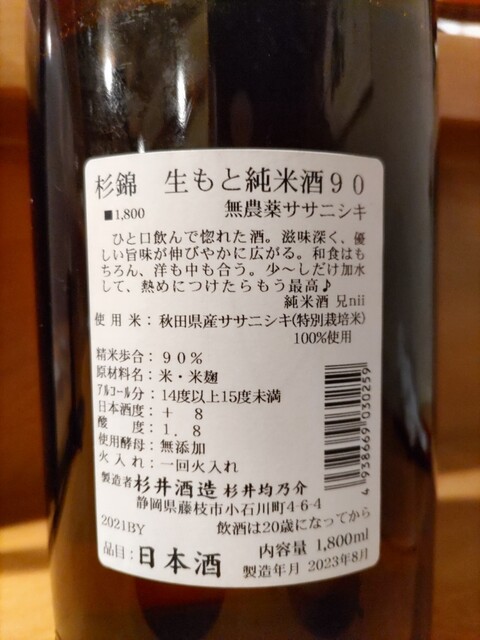 杉錦　生もと純米酒９０
■1,800　無農薬ササニシキ
ひと口飲んで惚れた酒。滋味深く、優
しい旨味が伸びやかに広がる。和食はも
ちろん、洋も中も合う。少〜しだけ加水
して、熱めにつけたらもう最高♪
純米酒 兄nii
使 用 米：秋田県産ササニシキ(特別栽培米)
100%使用
精米歩合：９０％
原材料名：米・米麹
アルコール分：14度以上15度未満
日本酒度：＋　８
酸　　度：１．８
使用酵母：無添加
火 入 れ：一回火入れ
製造者 杉井酒造 杉井均乃介
静岡県藤枝市小石川町4-6-4
2021BY　飲酒は20歳になってから
品目：日本酒　内容量 1,800ml
製造年月 2023年8月
4 938669 030259